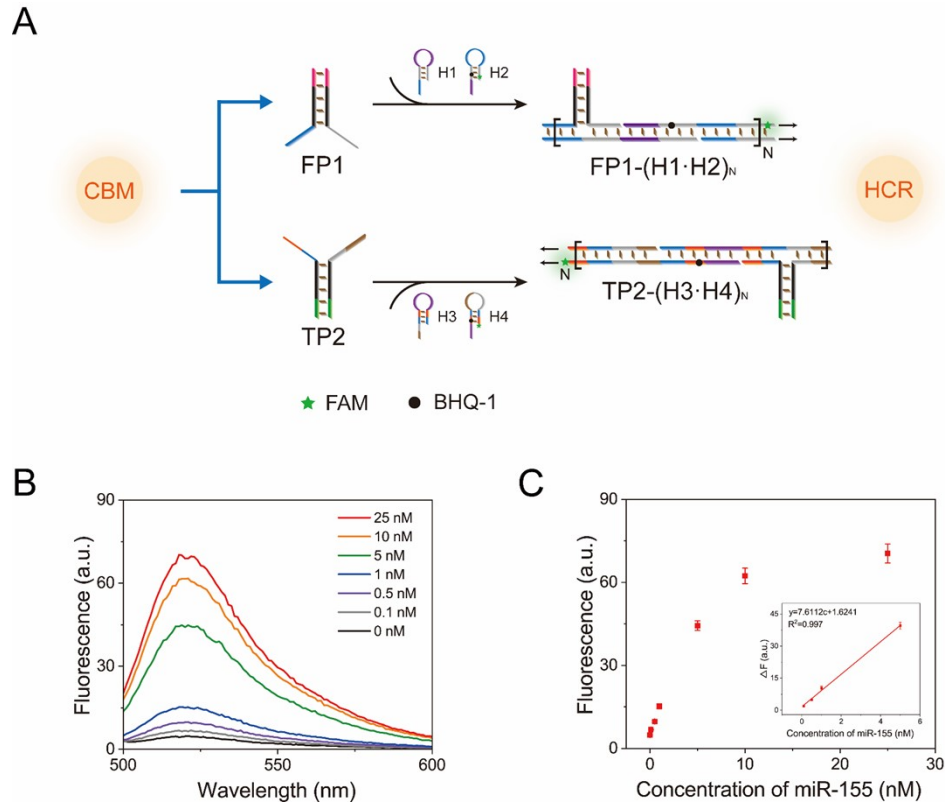 A
H1
H2
FP1
N
FP1-(H1·H2)N
CBM
HCR
TP2
H3
H4
N
TP2-(H3·H4)N
FAM
BHQ-1
B
90
60
30
0
Fluorescence (a.u.)
500
550
600
Wavelength (nm)
25 nM
10 nM
5 nM
1 nM
0.5 nM
0.1 nM
0 nM
C
90
60
30
0
Fluorescence (a.u.)
0
10
20
30
Concentration of miR-155 (nM)
y=7.6112c+1.6241
R²=0.997
45
30
15
0
△F (a.u.)
0
2
4
6
Concentration of miR-155 (nM)